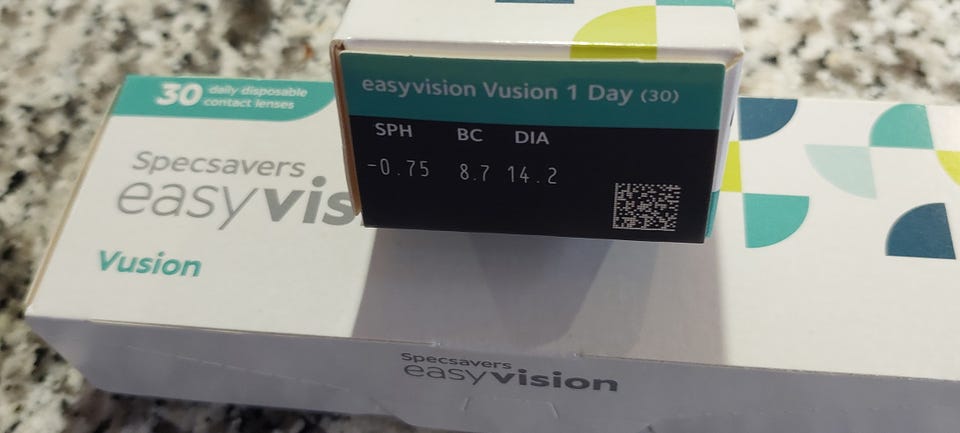 easyvision Vusion 1 Day (30)
SPH BC DIA
-0.75 8.7 14.2
30 daily disposable
contact lenses
Specsavers
easyvis
Vusion
Specsavers
easyvision